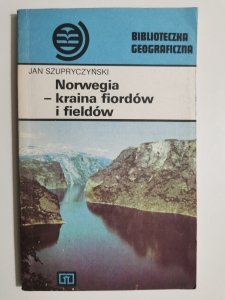 BIBLIOTECZKA
GEOGRAFICZNA
JAN SZUPRYCZYŃSKI
Norwegia
– kraina fiordów
i fieldów